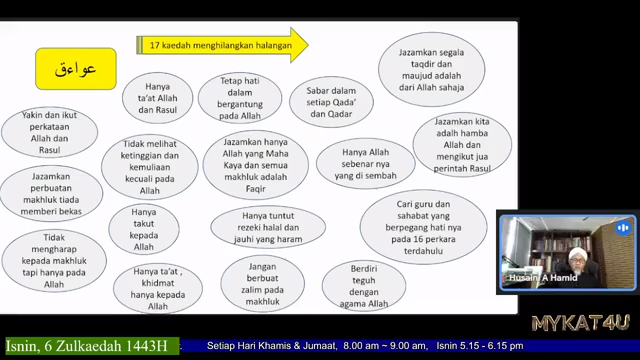 17 kaedah menghilangkan halangan
عواءق
Jazamkan segala
taqdir dan
maujud adalah
dari Allah sahaja
Hanya
ta'at Allah
dan Rasul
Tetap hati
dalam
bergantung
pada Allah
Sabar dalam
setiap Qada'
dan Qadar
Yakin dan ikut
perkataan
Allah dan
Rasul
Tidak melihat
ketinggian dan
kemuliaan
kecuali pada
Allah
Jazamkan hanya
Allah yang Maha
Kaya dan semua
makhluk adalah
Faqir
Hanya Allah
sebenar nya
yang di sembah
Jazamkan kita
adalh hamba
Allah dan
mengikut jua
perintah Rasul
Jazamkan
perbuatan
makhluk tiada
memberi bekas
Hanya
takut
kepada
Allah
Hanya tuntut
rezeki halal dan
jauhi yang haram
Cari guru dan
sahabat yang
berpegang hati nya
pada 16 perkara
terdahulu
Tidak
mengharap
kepada makhluk
tapi hanya pada
Allah
Hanya ta'at ,
khidmat
hanya kepada
Allah
Jangan
berbuat
zalim pada
makhluk
Berdiri
teguh
dengan
agama Allah
Husaini A Hamid
MYKAT4U
Isnin, 6 Zulkaedah 1443H
Setiap Hari Khamis & Jumaat, 8.00 am ~ 9.00 am, Isnin 5.15 - 6.15 pm